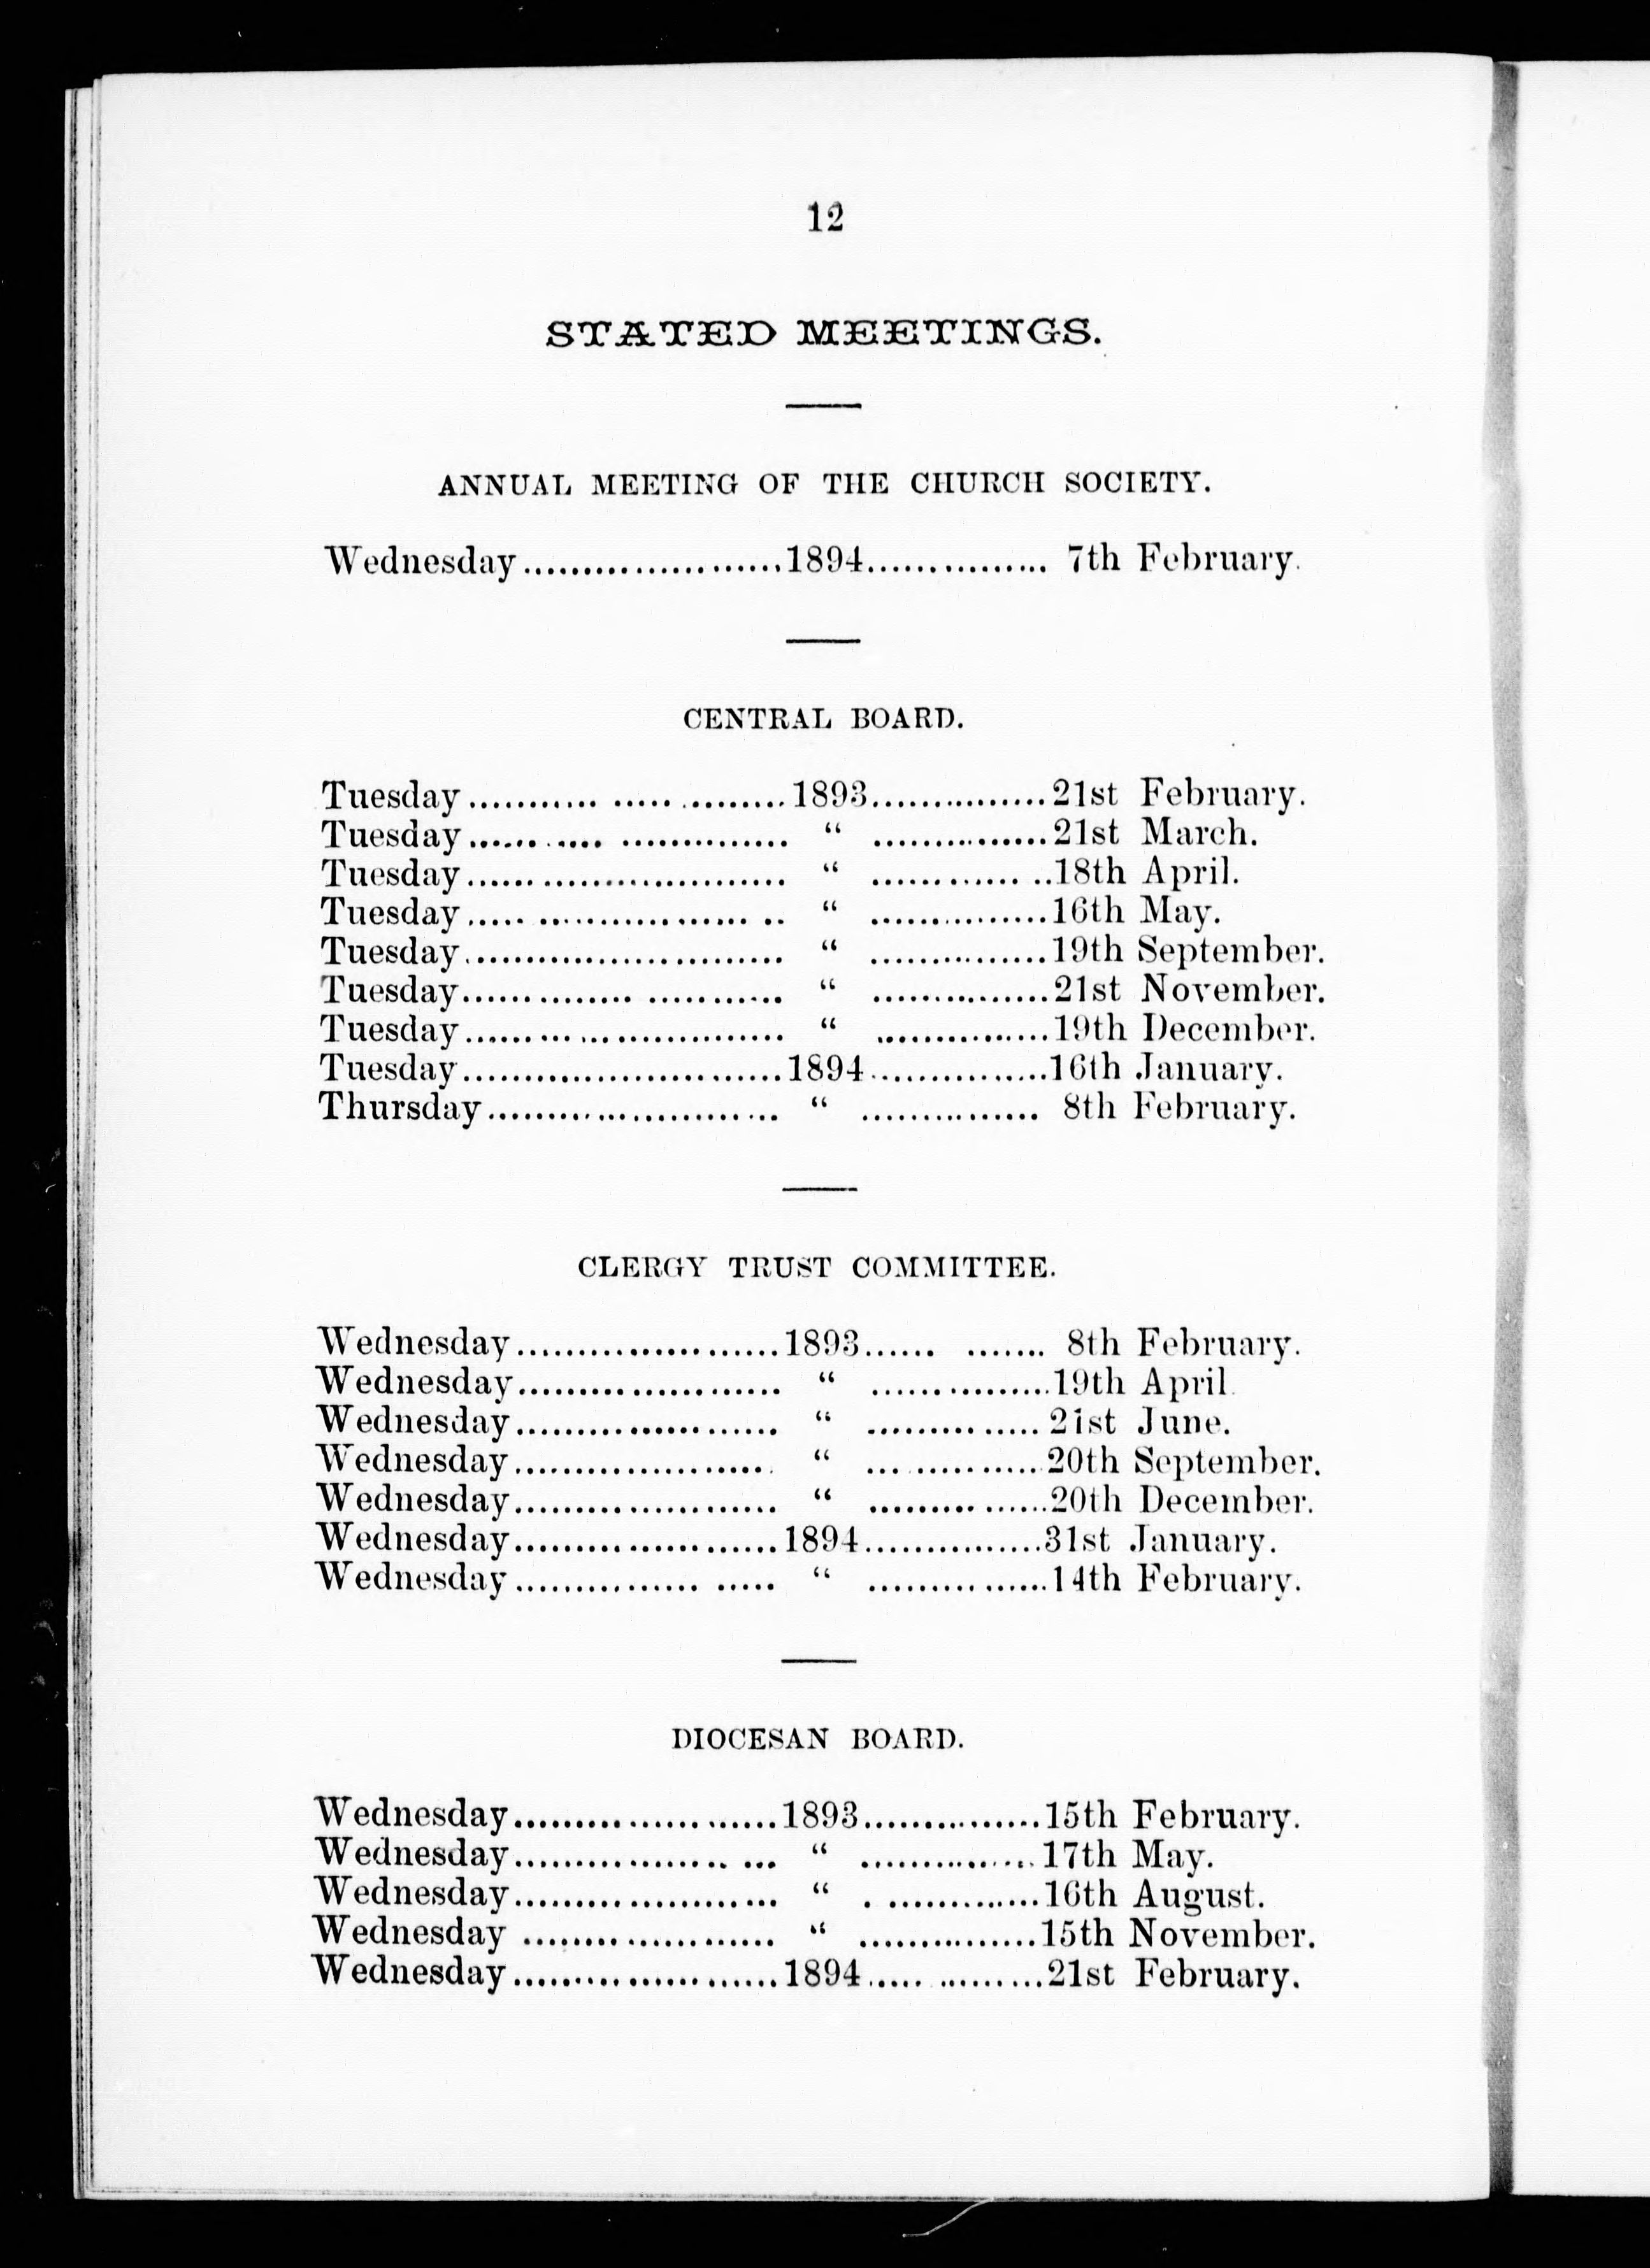 12
STATED MEETINGS.
ANNUAL MEETING OF THE CHURCH SOCIETY.
Wednesday......................1894............... 7th February.
CENTRAL BOARD.
Tuesday...........................1893...............21st February.
Tuesday........................... “ ...............21st March.
Tuesday........................... “ ...............18th April.
Tuesday........................... “ ...............16th May.
Tuesday........................... “ ...............19th September.
Tuesday........................... “ ...............21st November.
Tuesday........................... “ ...............19th December.
Tuesday...........................1894...............16th January.
Thursday......................... “ ............... 8th February.
CLERGY TRUST COMMITTEE.
Wednesday......................1893............... 8th February.
Wednesday...................... “ ...............19th April.
Wednesday...................... “ ...............21st June.
Wednesday...................... “ ...............20th September.
Wednesday...................... “ ...............20th December.
Wednesday......................1894...............31st January.
Wednesday...................... “ ...............14th February.
DIOCESAN BOARD.
Wednesday......................1893...............15th February.
Wednesday...................... “ ...............17th May.
Wednesday...................... “ ...............16th August.
Wednesday ..................... “ ...............15th November.
Wednesday......................1894...............21st February.